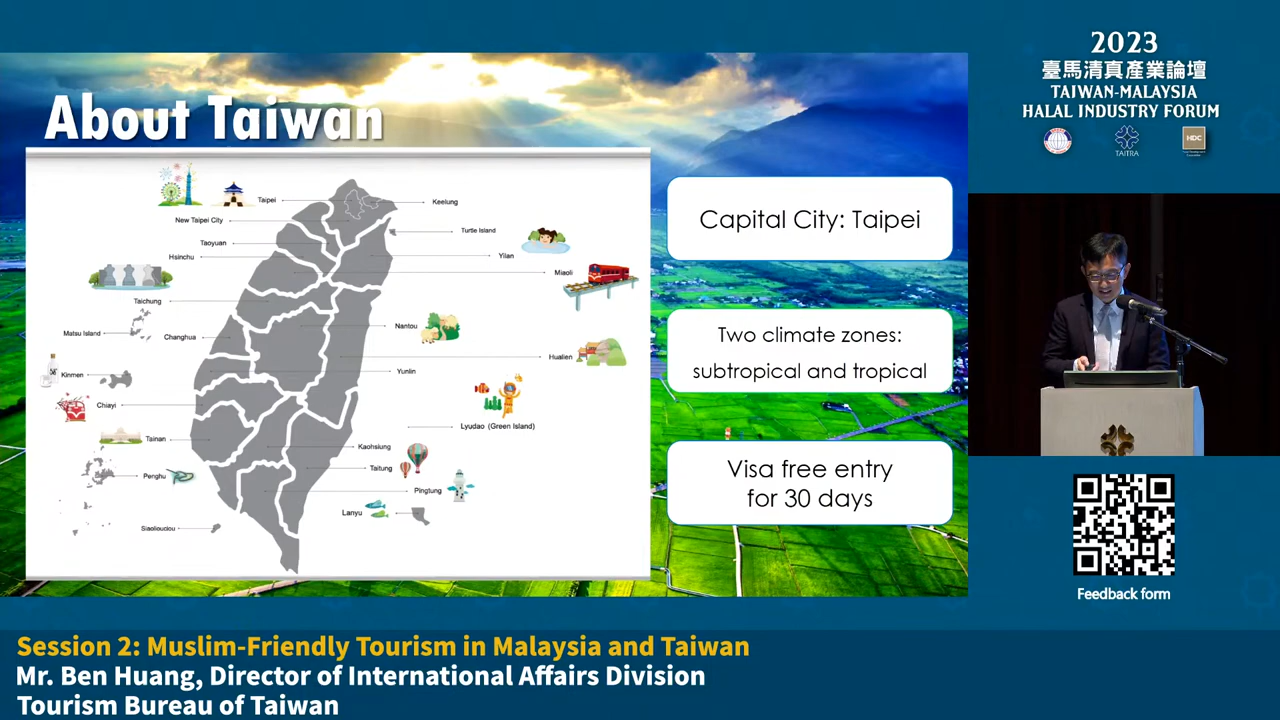 About Taiwan
Taipei
Keelung
New Taipei City
Turtle Island
Taoyuan
Yilan
Hsinchu
Miaoli
Taichung
Matsu Island
Changhua
Nantou
Hualien
Kinmen
Yunlin
Chiayi
Lyudao (Green Island)
Tainan
Kaohsiung
Taitung
Penghu
Pingtung
Lanyu
Siaoliouciou
Capital City: Taipei
Two climate zones:
subtropical and tropical
Visa free entry
for 30 days
2023
臺馬清真產業論壇
TAIWAN-MALAYSIA
HALAL INDUSTRY FORUM
TAITRA
HDC
Feedback form
Session 2: Muslim-Friendly Tourism in Malaysia and Taiwan
Mr. Ben Huang, Director of International Affairs Division
Tourism Bureau of Taiwan